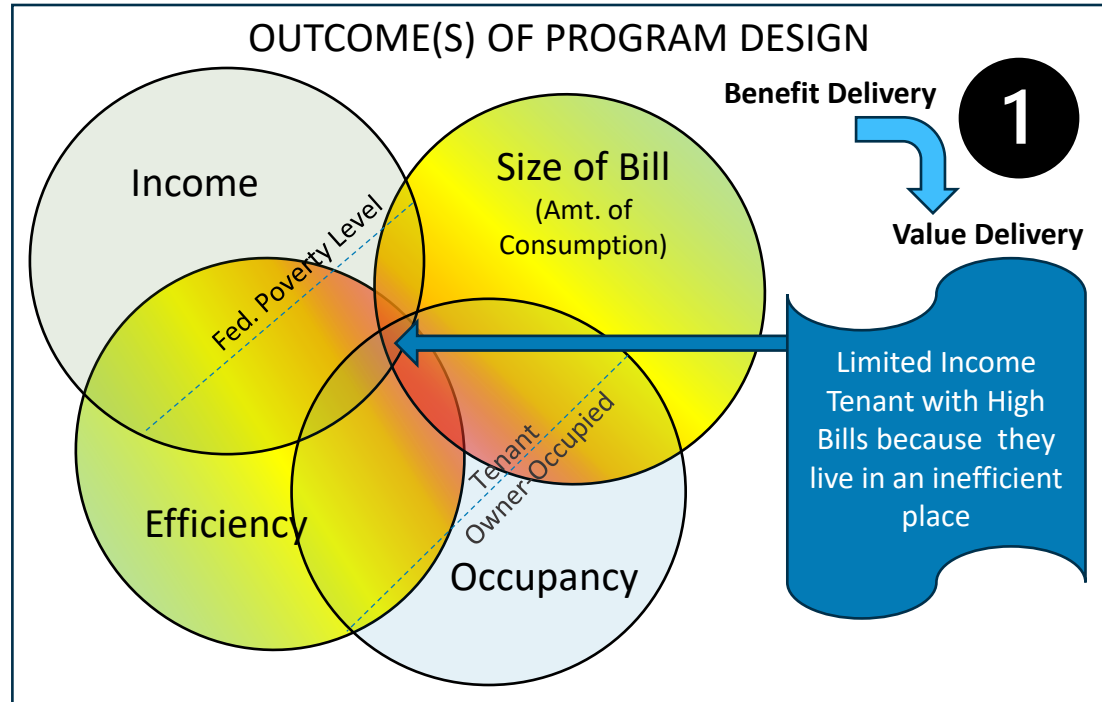 OUTCOME(S) OF PROGRAM DESIGN
Benefit Delivery
1
Value Delivery
Income
Size of Bill
(Amt. of
Consumption)
Fed. Poverty Level
Efficiency
Tenant
Owner-Occupied
Occupancy
Limited Income
Tenant with High
Bills because  they
live in an inefficient
place